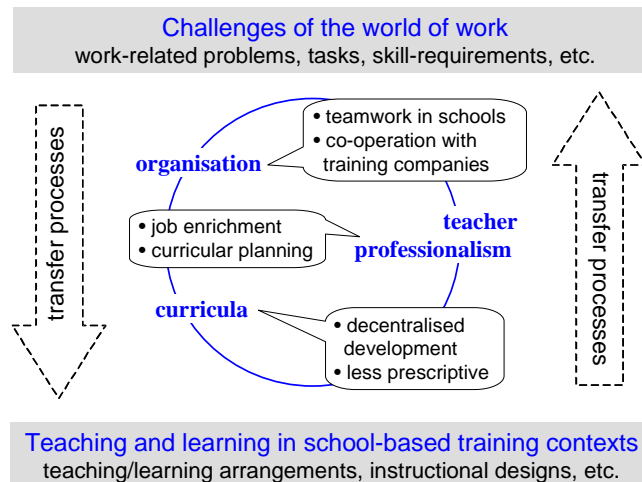 Challenges of the world of work
work-related problems, tasks, skill-requirements, etc.
transfer processes
• teamwork in schools
• co-operation with
training companies
organisation
• job enrichment
• curricular planning
teacher
professionalism
curricula
• decentralised
development
• less prescriptive
transfer processes
Teaching and learning in school-based training contexts
teaching/learning arrangements, instructional designs, etc.